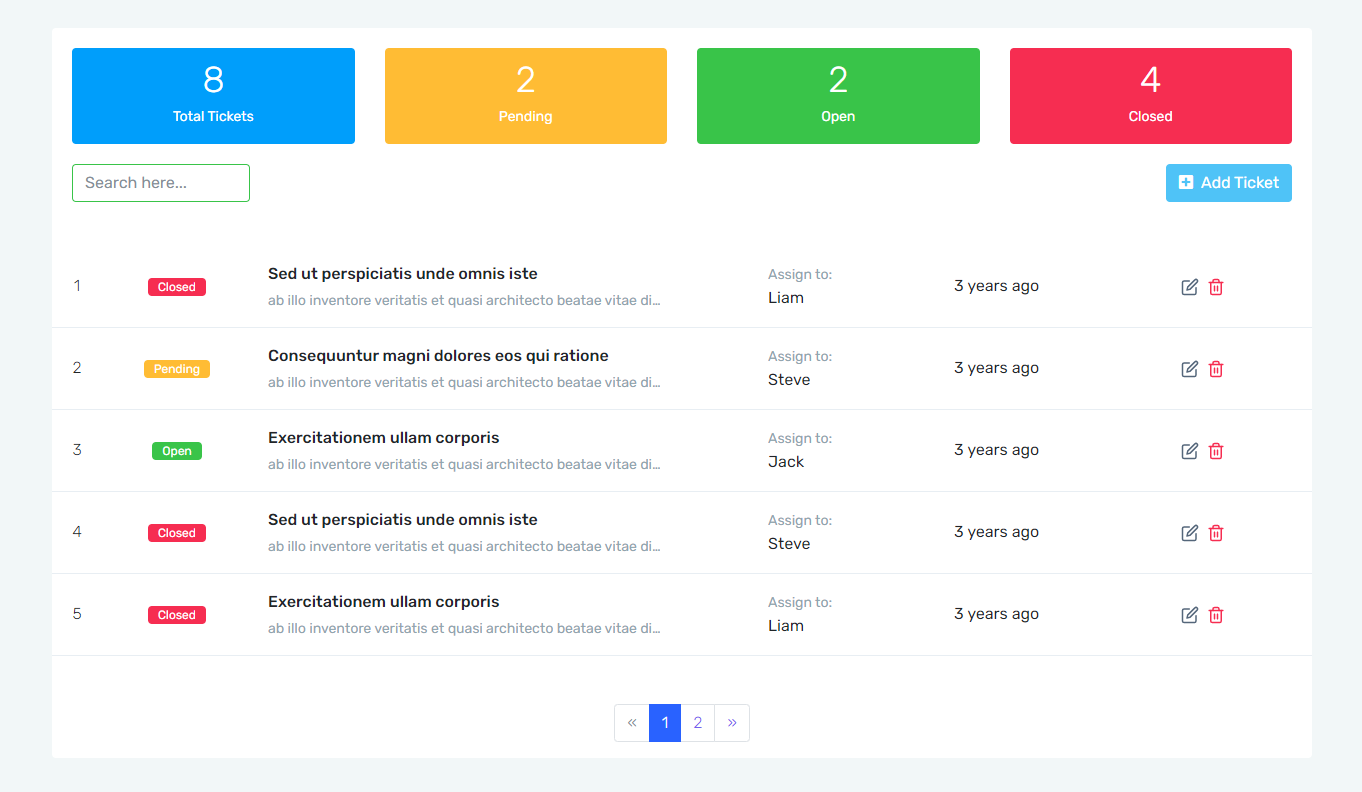 8
Total Tickets
2
Pending
2
Open
4
Closed
Search here...
Add Ticket
1
Closed
Sed ut perspiciatis unde omnis iste
ab illo inventore veritatis et quasi architecto beatae vitae di...
Assign to:
Liam
3 years ago
2
Pending
Consequuntur magni dolores eos qui ratione
ab illo inventore veritatis et quasi architecto beatae vitae di...
Assign to:
Steve
3 years ago
3
Open
Exercitationem ullam corporis
ab illo inventore veritatis et quasi architecto beatae vitae di...
Assign to:
Jack
3 years ago
4
Closed
Sed ut perspiciatis unde omnis iste
ab illo inventore veritatis et quasi architecto beatae vitae di...
Assign to:
Steve
3 years ago
5
Closed
Exercitationem ullam corporis
ab illo inventore veritatis et quasi architecto beatae vitae di...
Assign to:
Liam
3 years ago
« 1 2 »